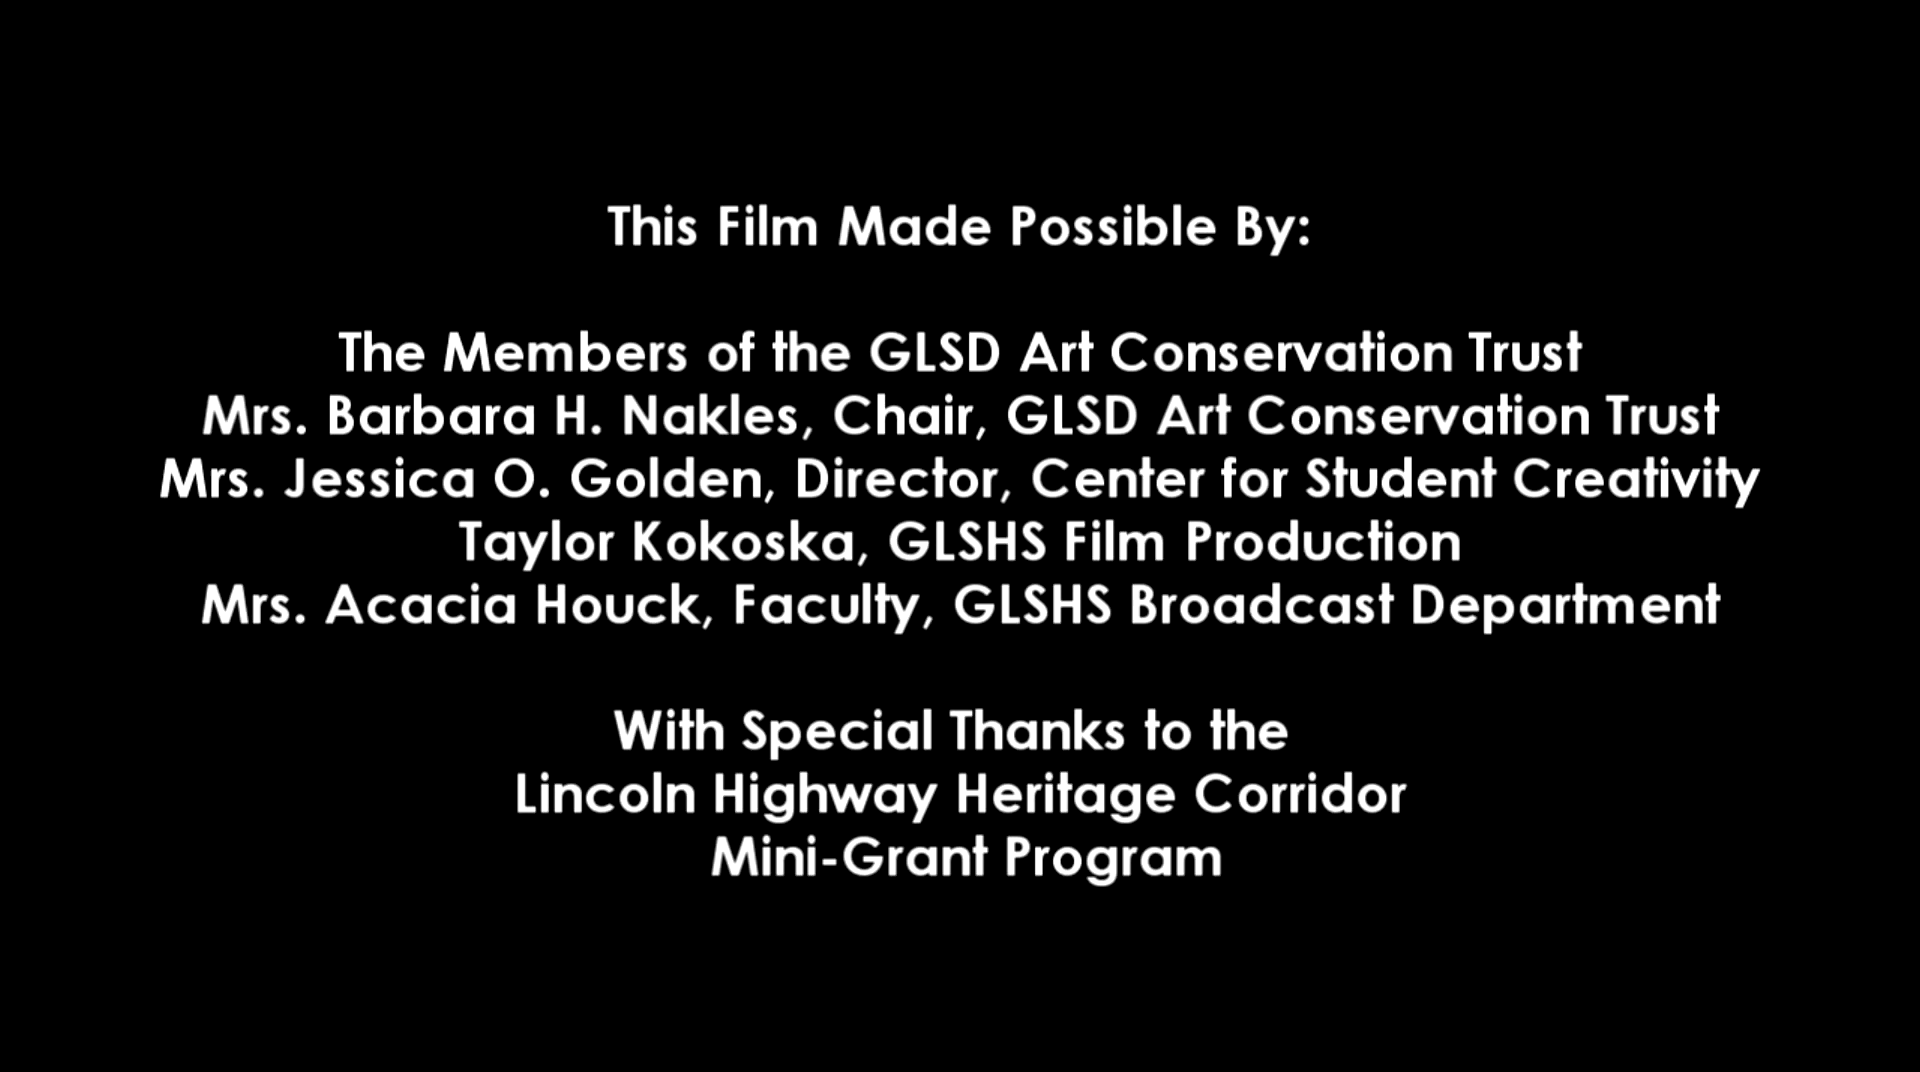 This Film Made Possible By:
The Members of the GLSD Art Conservation Trust
Mrs. Barbara H. Nakles, Chair, GLSD Art Conservation Trust
Mrs. Jessica O. Golden, Director, Center for Student Creativity
Taylor Kokoska, GLSHS Film Production
Mrs. Acacia Houck, Faculty, GLSHS Broadcast Department
With Special Thanks to the
Lincoln Highway Heritage Corridor
Mini-Grant Program